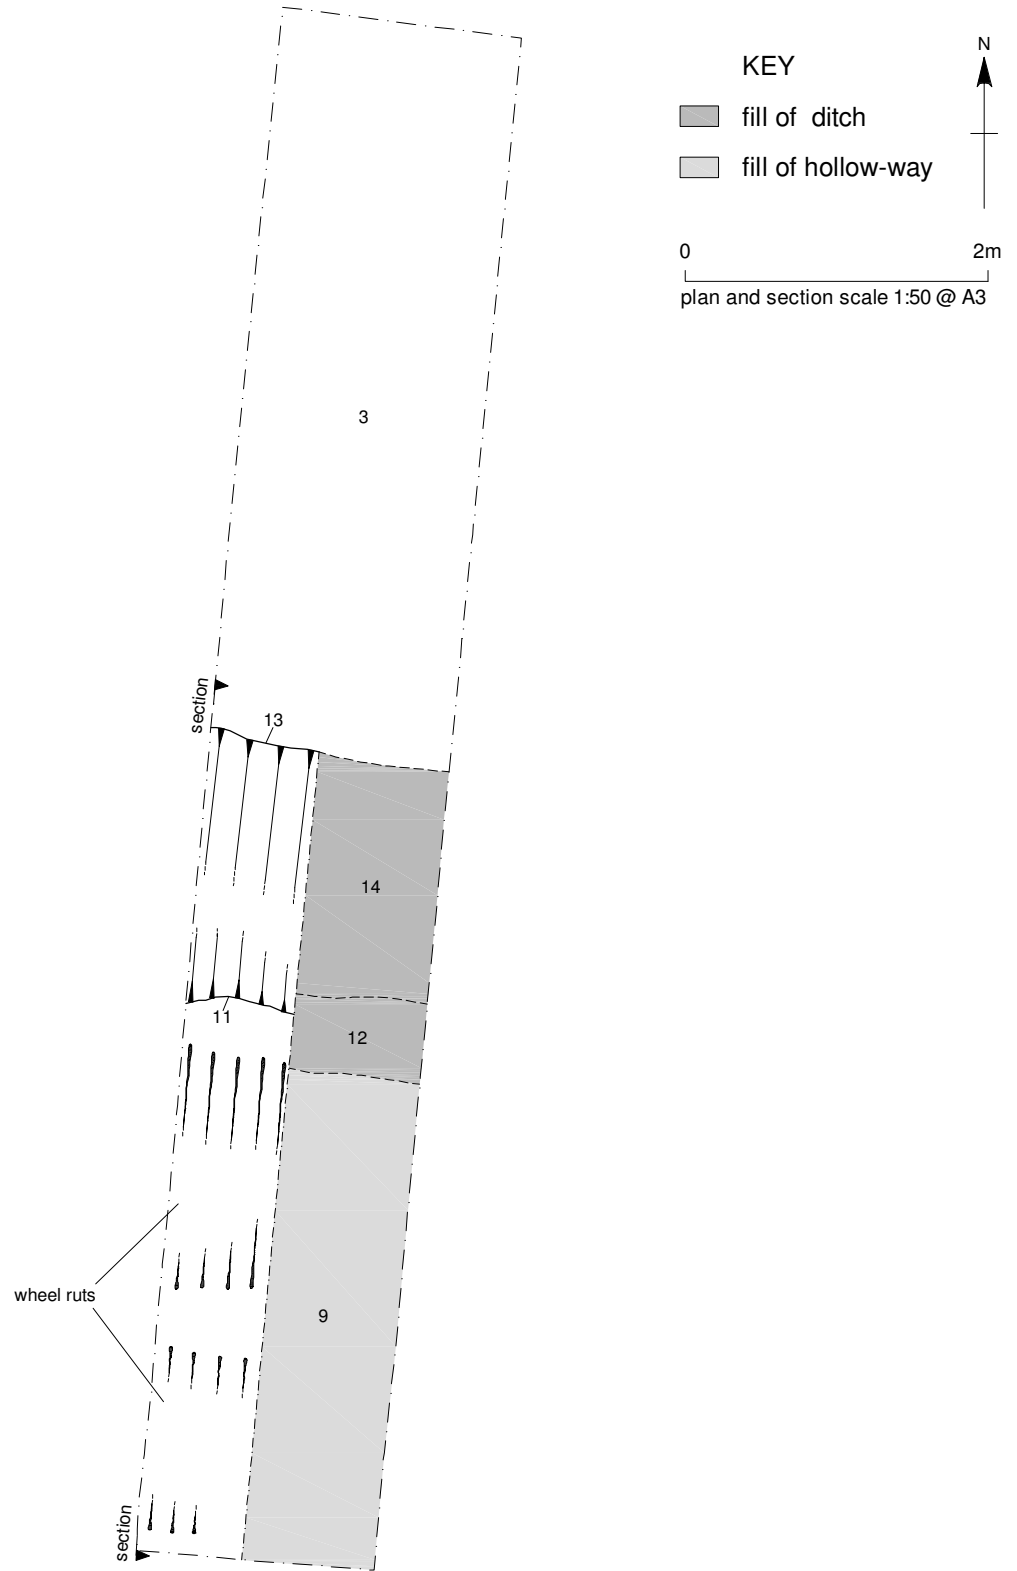 N
KEY
fill of ditch
fill of hollow-way
0 2m
plan and section scale 1:50 @ A3
3
section
13
14
11
12
wheel ruts
9
section